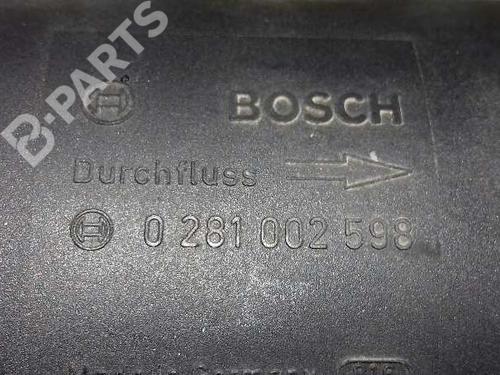 BOSCH
Durchfluss
0 281 002 598
B-PARTS